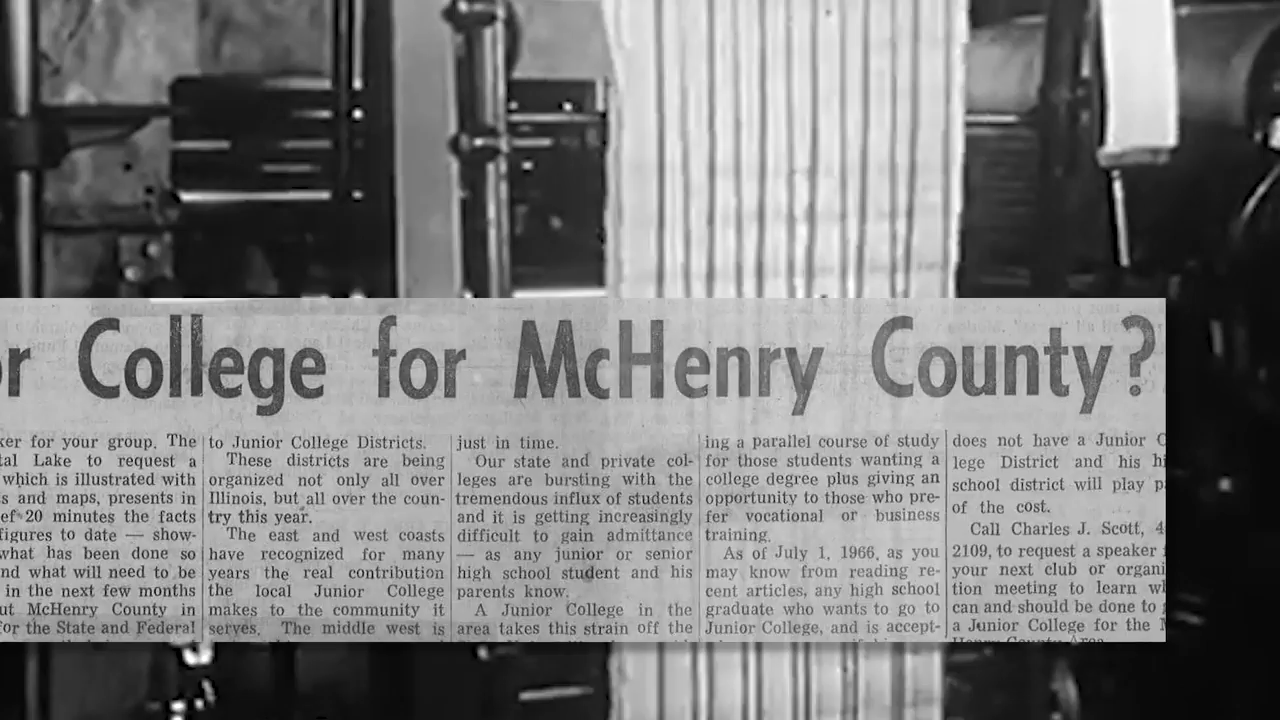 College for McHenry County?
for your group. The
Lake to request a
which is illustrated with
and maps, presents in
20 minutes the facts
figures to date — show-
what has been done so
what will need to be
in the next few months
McHenry County in
for the State and Federal
to Junior College Districts.
These districts are being
organized not only all over
Illinois, but all over the coun-
try this year.
The east and west coasts
have recognized for many
years the real contribution
the local Junior College
makes to the community it
serves. The middle west is
just in time.
Our state and private col-
leges are bursting with the
tremendous influx of students
and it is getting increasingly
difficult to gain admittance
— as any junior or senior
high school student and his
parents know.
A Junior College in the
area takes this strain off the
ing a parallel course of study
for those students wanting a
college degree plus giving an
opportunity to those who pre-
fer vocational or business
training.
As of July 1, 1966, as you
may know from reading re-
cent articles, any high school
graduate who wants to go to
Junior College, and is accept-
does not have a Junior
lege District and his
school district will play
of the cost.
Call Charles J. Scott,
2109, to request a speaker
your next club or
tion meeting to learn
can and should be done to
a Junior College for the
Henry County Area.